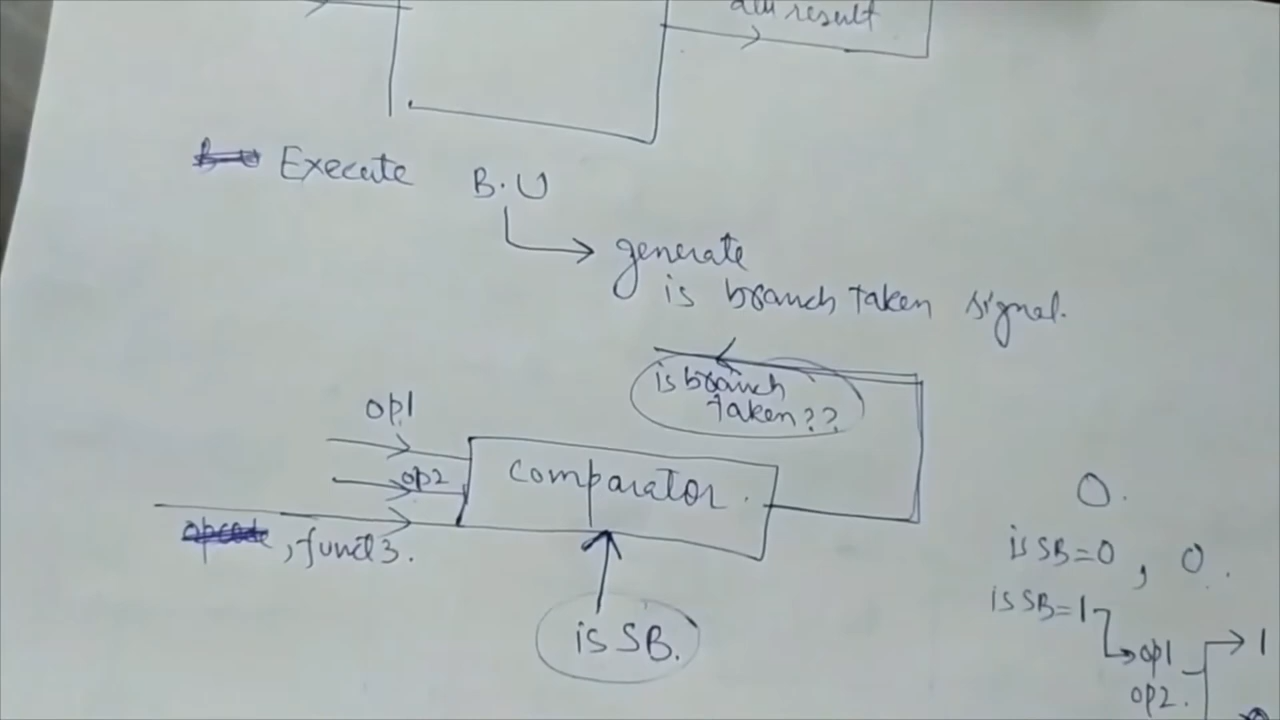 result
Execute B.U
generate
is branch taken signal.
is branch
taken??
op1
op2
comparator.
, funct3.
is SB.
0.
is SB=0, 0.
is SB=1
op1 1
op2.